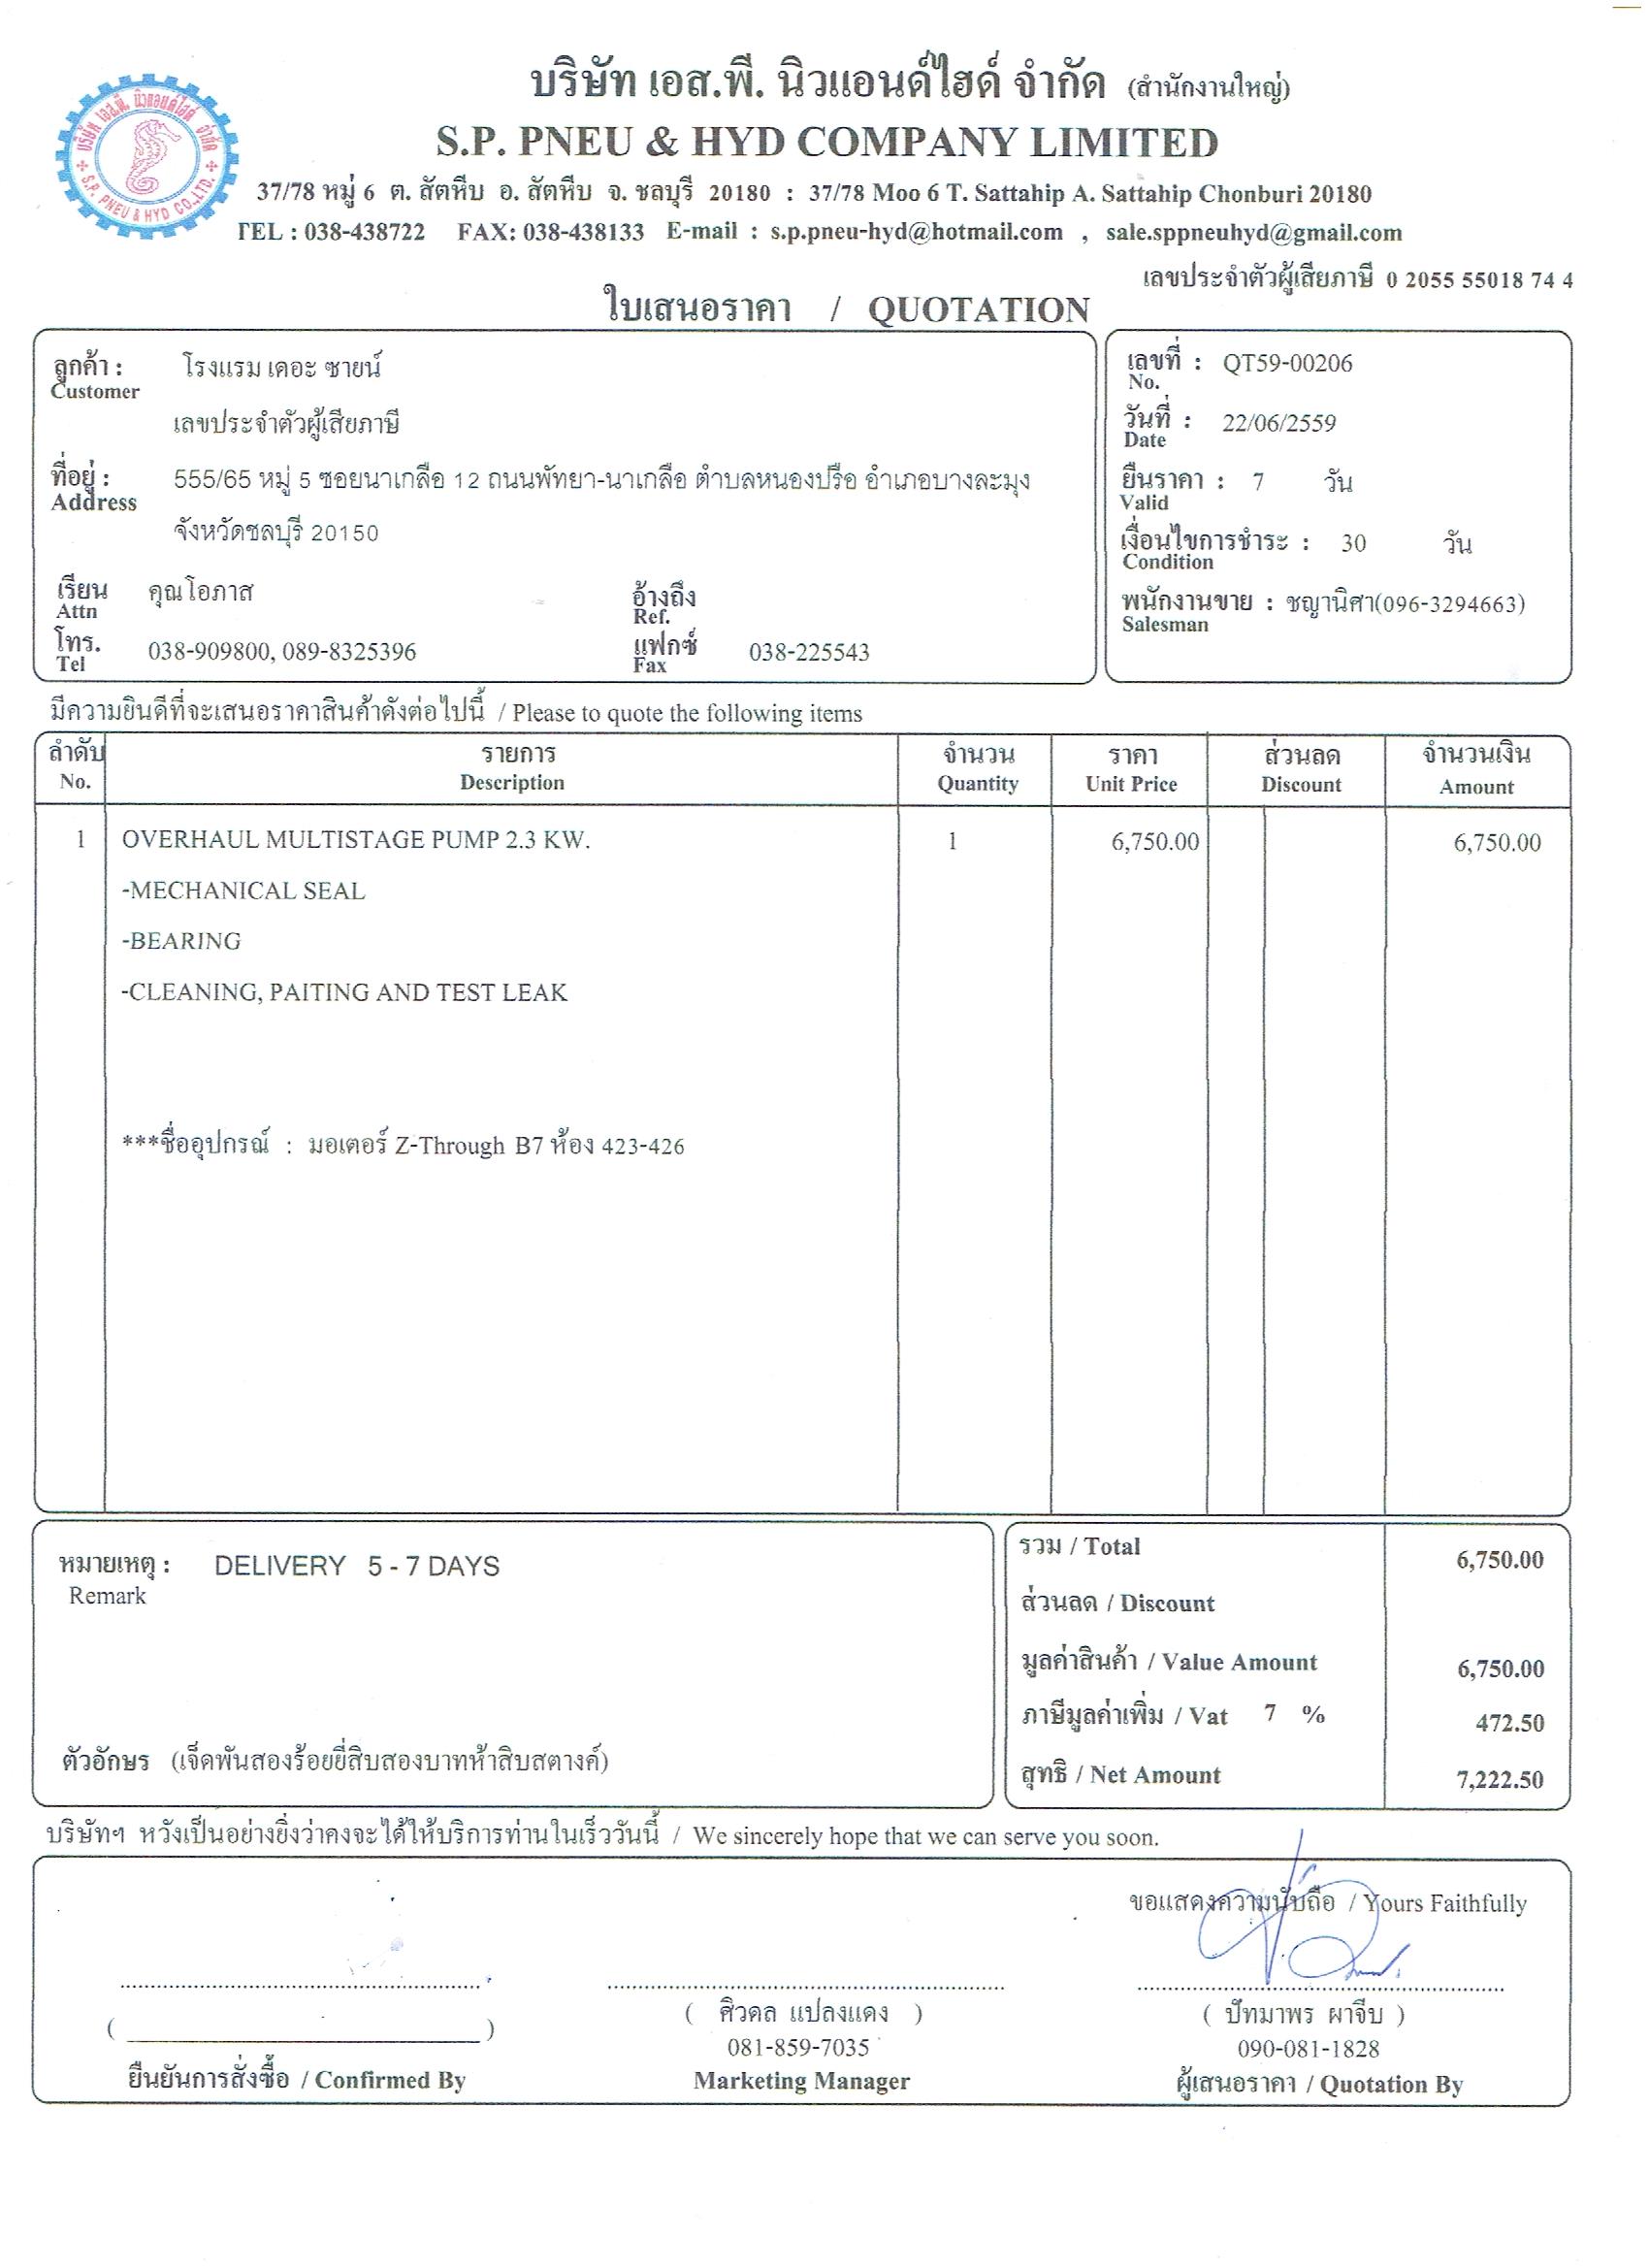 บริษัท เอส.พี. นิวแอนด์ไฮด์ จำกัด (สำนักงานใหญ่)
S.P. PNEU & HYD COMPANY LIMITED
บริษัท เอส.พี. นิวแอนด์ไฮด์ จำกัด
S.P. PNEU & HYD CO.,LTD.
37/78 หมู่ 6 ต. สัตหีบ อ. สัตหีบ จ. ชลบุรี 20180 : 37/78 Moo 6 T. Sattahip A. Sattahip Chonburi 20180
TEL : 038-438722 FAX: 038-438133 E-mail : s.p.pneu-hyd@hotmail.com , sale.sppneuhyd@gmail.com
เลขประจำตัวผู้เสียภาษี 0 2055 55018 74 4
ใบเสนอราคา / QUOTATION
ลูกค้า : โรงแรม เดอะ ซายน์
Customer
เลขประจำตัวผู้เสียภาษี
ที่อยู่ : 555/65 หมู่ 5 ซอยนาเกลือ 12 ถนนพัทยา-นาเกลือ ตำบลหนองปรือ อำเภอบางละมุง
Address
จังหวัดชลบุรี 20150
เรียน คุณโอภาส อ้างถึง
Attn Ref.
โทร. 038-909800, 089-8325396 แฟกซ์ 038-225543
Tel Fax
เลขที่ : QT59-00206
No.
วันที่ : 22/06/2559
Date
ยืนราคา : 7 วัน
Valid
เงื่อนไขการชำระ : 30 วัน
Condition
พนักงานขาย : ชญานิศา(096-3294663)
Salesman
มีความยินดีที่จะเสนอราคาสินค้าดังต่อไปนี้ / Please to quote the following items
ลำดับ รายการ จำนวน ราคา ส่วนลด จำนวนเงิน
No. Description Quantity Unit Price Discount Amount
1 OVERHAUL MULTISTAGE PUMP 2.3 KW. 1 6,750.00 6,750.00
-MECHANICAL SEAL
-BEARING
-CLEANING, PAITING AND TEST LEAK
***ชื่ออุปกรณ์ : มอเตอร์ Z-Through B7 ห้อง 423-426
หมายเหตุ : DELIVERY 5 - 7 DAYS
Remark
ตัวอักษร (เจ็ดพันสองร้อยยี่สิบสองบาทห้าสิบสตางค์)
รวม / Total 6,750.00
ส่วนลด / Discount
มูลค่าสินค้า / Value Amount 6,750.00
ภาษีมูลค่าเพิ่ม / Vat 7 % 472.50
สุทธิ / Net Amount 7,222.50
บริษัทฯ หวังเป็นอย่างยิ่งว่าคงจะได้ให้บริการท่านในเร็ววันนี้ / We sincerely hope that we can serve you soon.
ขอแสดงความนับถือ / Yours Faithfully
( ) ( ศิวดล แปลงแดง ) ( ปัทมาพร ผาจีบ )
081-859-7035 090-081-1828
ยืนยันการสั่งซื้อ / Confirmed By Marketing Manager ผู้เสนอราคา / Quotation By